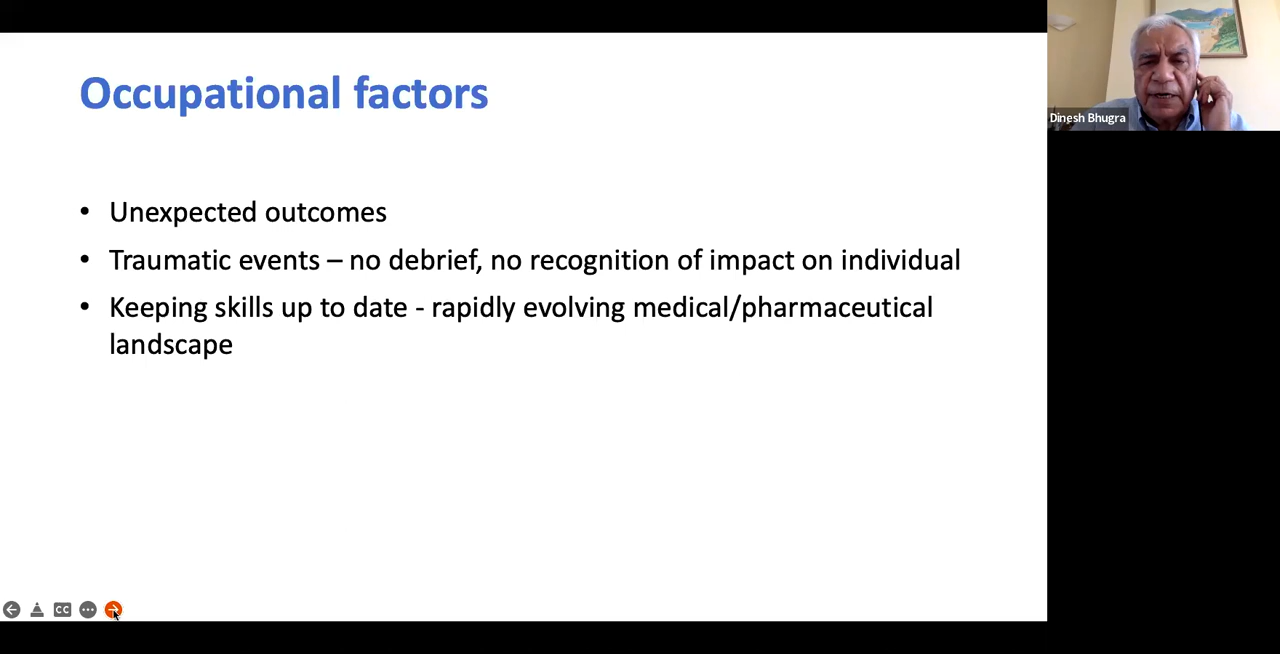 Occupational factors
• Unexpected outcomes
• Traumatic events – no debrief, no recognition of impact on individual
• Keeping skills up to date - rapidly evolving medical/pharmaceutical
landscape
Dinesh Bhugra
CC